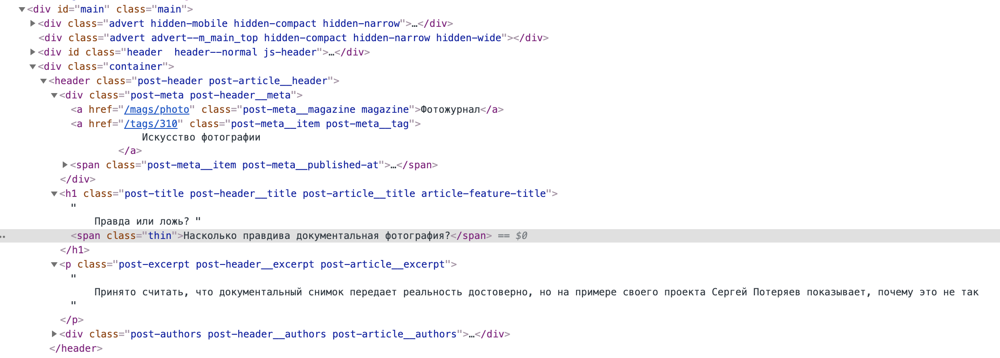 <div id="main" class="main">
<div class="advert hidden-mobile hidden-compact hidden-narrow">…</div>
<div class="advert advert--m_main_top hidden-compact hidden-narrow hidden-wide"></div>
<div id class="header  header--normal js-header">…</div>
<div class="container">
<header class="post-header post-article__header">
<div class="post-meta post-header__meta">
<a href="/mags/photo" class="post-meta__magazine magazine">Фотожурнал</a>
<a href="/tags/310" class="post-meta__item post-meta__tag">
Искусство фотографии
</a>
<span class="post-meta__item post-meta__published-at">…</span>
</div>
<h1 class="post-title post-header__title post-article__title article-feature-title">
"
Правда или ложь? "
<span class="thin">Насколько правдива документальная фотография?</span> == $0
</h1>
<p class="post-excerpt post-header__excerpt post-article__excerpt">
"
Принято считать, что документальный снимок передает реальность достоверно, но на примере своего проекта Сергей Потеряев показывает, почему это не так
"
</p>
<div class="post-authors post-header__authors post-article__authors">…</div>
</header>